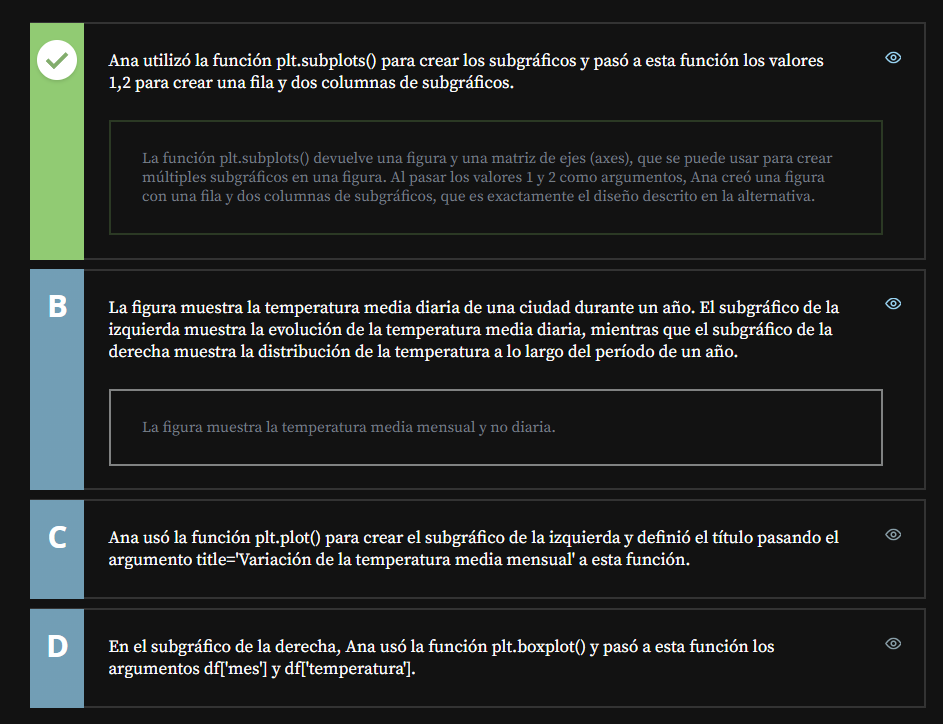 Ana utilizó la función plt.subplots() para crear los subgráficos y pasó a esta función los valores
1,2 para crear una fila y dos columnas de subgráficos.
La función plt.subplots() devuelve una figura y una matriz de ejes (axes), que se puede usar para crear
múltiples subgráficos en una figura. Al pasar los valores 1 y 2 como argumentos, Ana creó una figura
con una fila y dos columnas de subgráficos, que es exactamente el diseño descrito en la alternativa.
B
La figura muestra la temperatura media diaria de una ciudad durante un año. El subgráfico de la
izquierda muestra la evolución de la temperatura media diaria, mientras que el subgráfico de la
derecha muestra la distribución de la temperatura a lo largo del período de un año.
La figura muestra la temperatura media mensual y no diaria.
C
Ana usó la función plt.plot() para crear el subgráfico de la izquierda y definió el título pasando el
argumento title='Variación de la temperatura media mensual' a esta función.
D
En el subgráfico de la derecha, Ana usó la función plt.boxplot() y pasó a esta función los
argumentos df['mes'] y df['temperatura'].